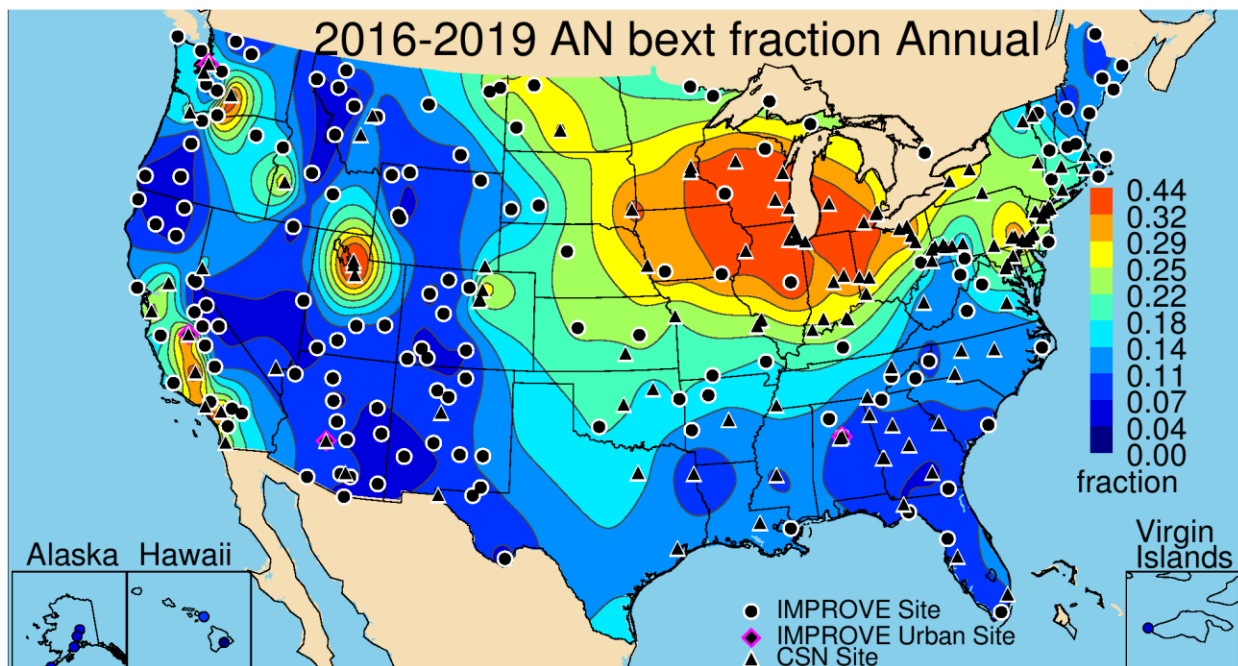 2016-2019 AN bext fraction Annual
0.44
0.32
0.29
0.25
0.22
0.18
0.14
0.11
0.07
0.04
0.00
fraction
Alaska
Hawaii
Virgin
Islands
IMPROVE Site
IMPROVE Urban Site
CSN Site